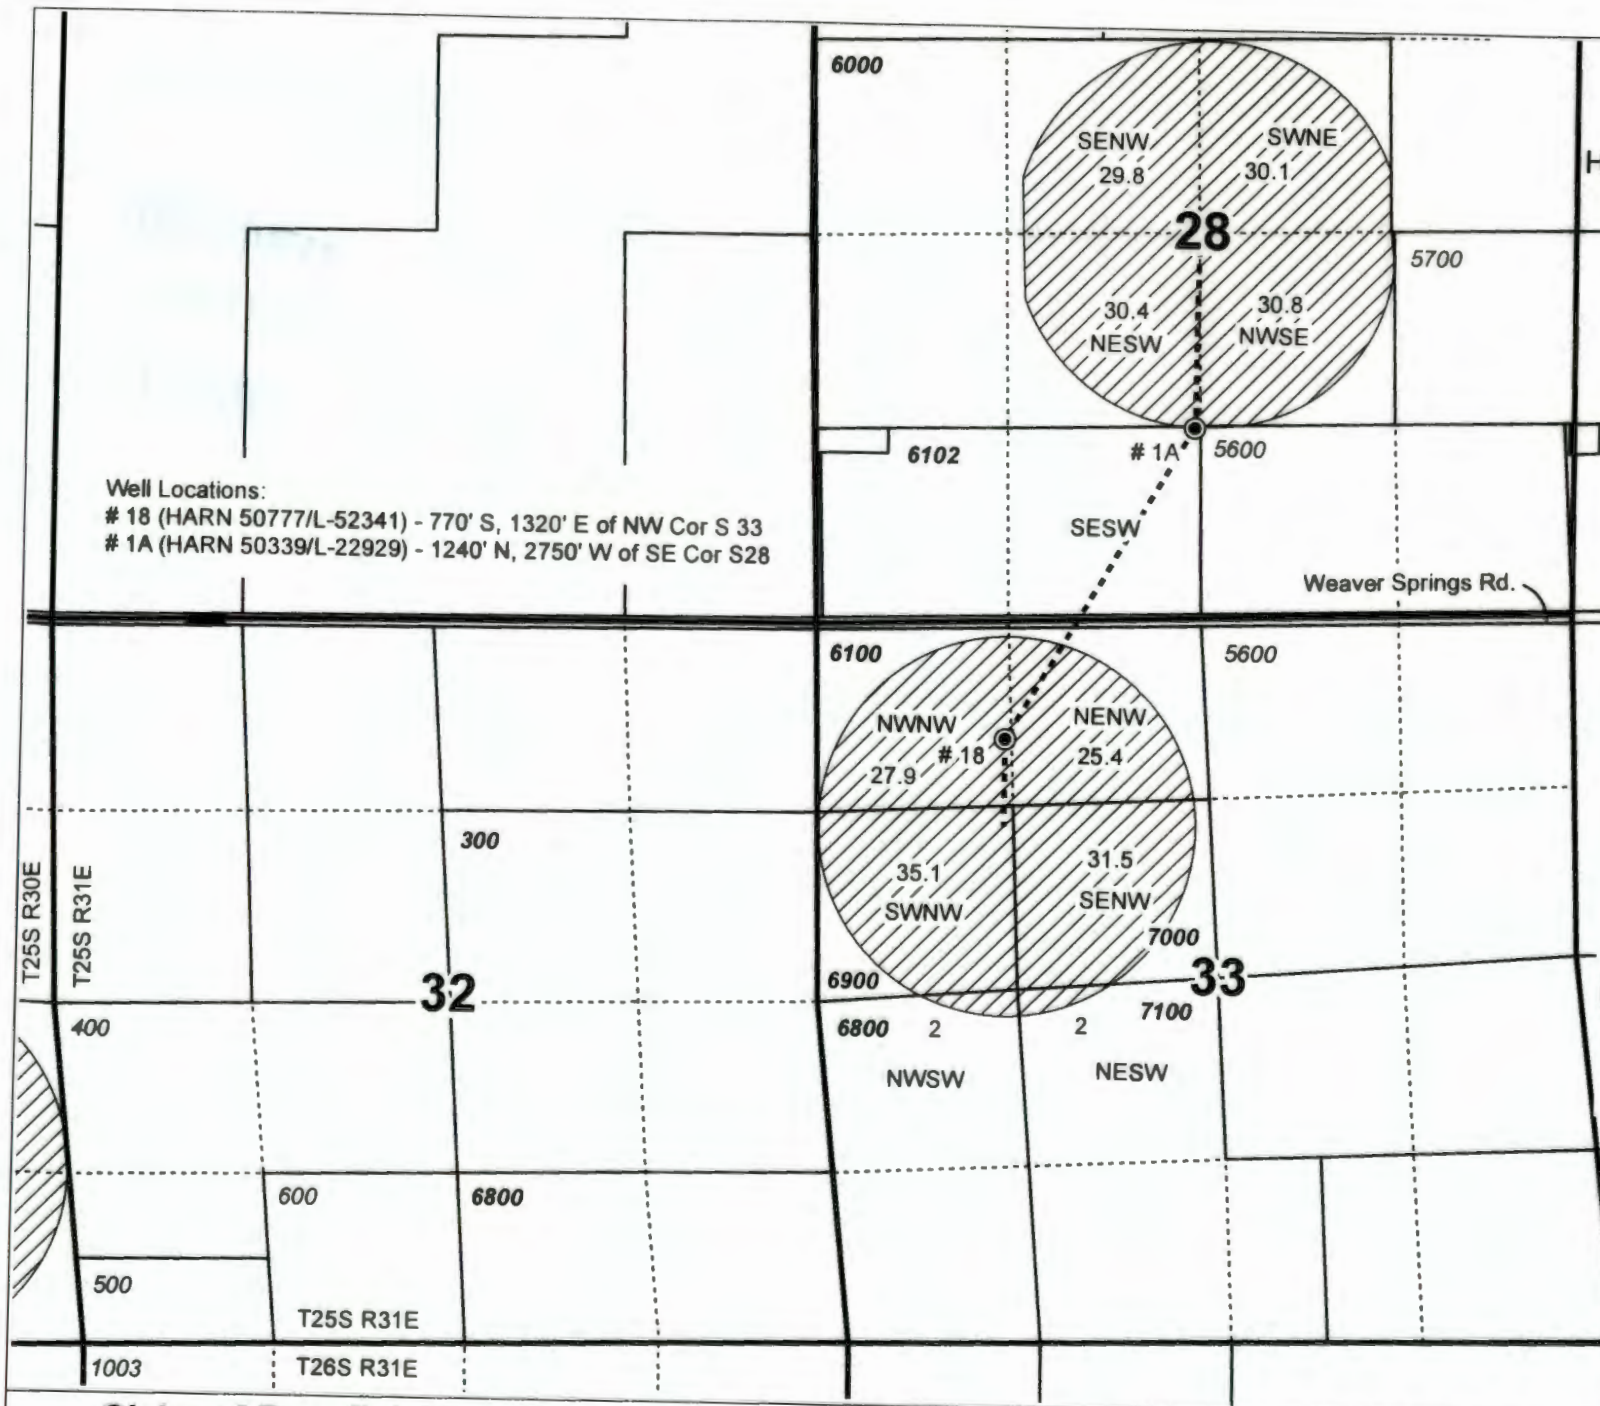 6000
SENW
29.8
SWNE
30.1
28
5700
30.4
NESW
30.8
NWSE
6102
# 1A
5600
SESW
Well Locations:
# 18 (HARN 50777/L-52341) - 770' S, 1320' E of NW Cor S 33
# 1A (HARN 50339/L-22929) - 1240' N, 2750' W of SE Cor S28
Weaver Springs Rd.
6100
5600
NWNW
# 18
27.9
NENW
25.4
300
35.1
SWNW
31.5
SENW
7000
T25S R30E
T25S R31E
32
6900
33
400
6800
2
2
7100
NWSW
NESW
600
6800
500
T25S R31E
1003
T26S R31E